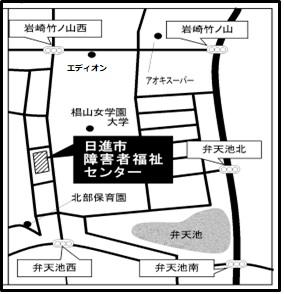 岩崎竹ノ山西
岩崎竹ノ山
エディオン
アオキスーパー
椙山女学園
大学
日進市
障害者福祉
センター
弁天池北
北部保育園
弁天池
弁天池西
弁天池南